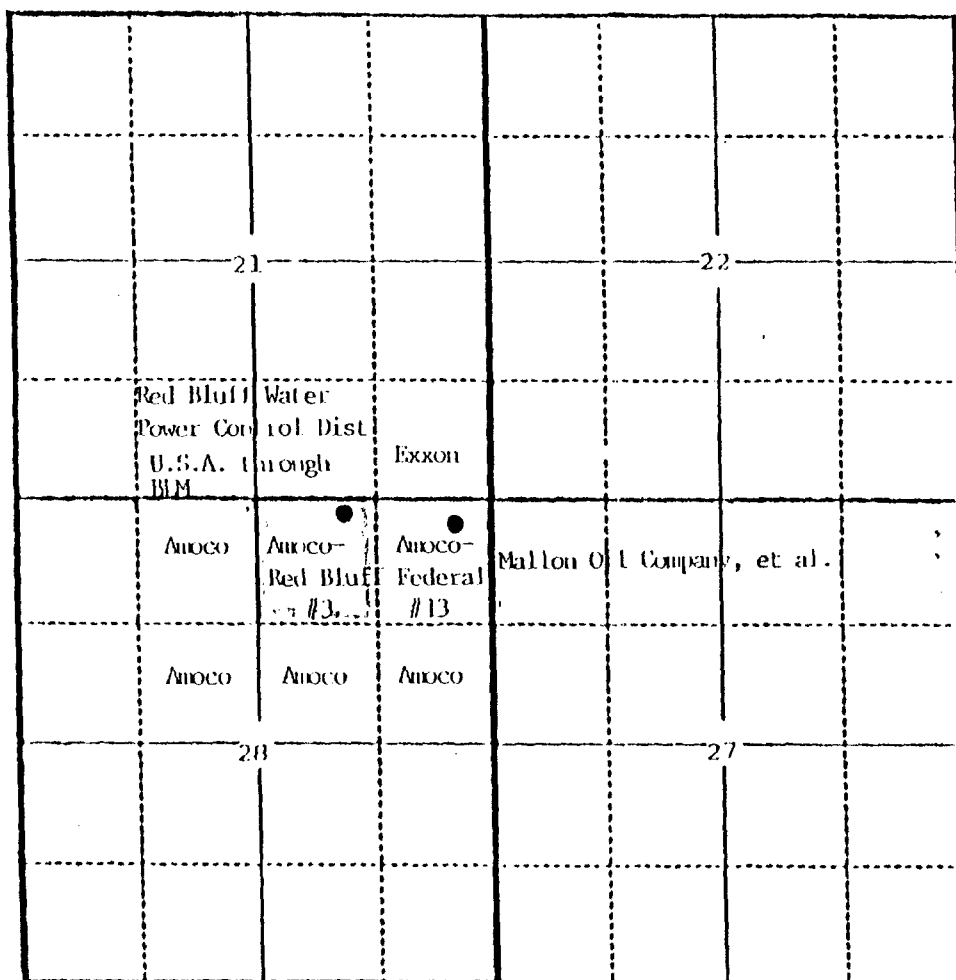 21
22
Red Bluff Water
Power Control Dist
U.S.A. through
BLM
Exxon
Amoco
Amoco-
Red Bluff
#3
Amoco-
Federal
#13
Mallon Oil Company, et al.
Amoco
Amoco
Amoco
28
27